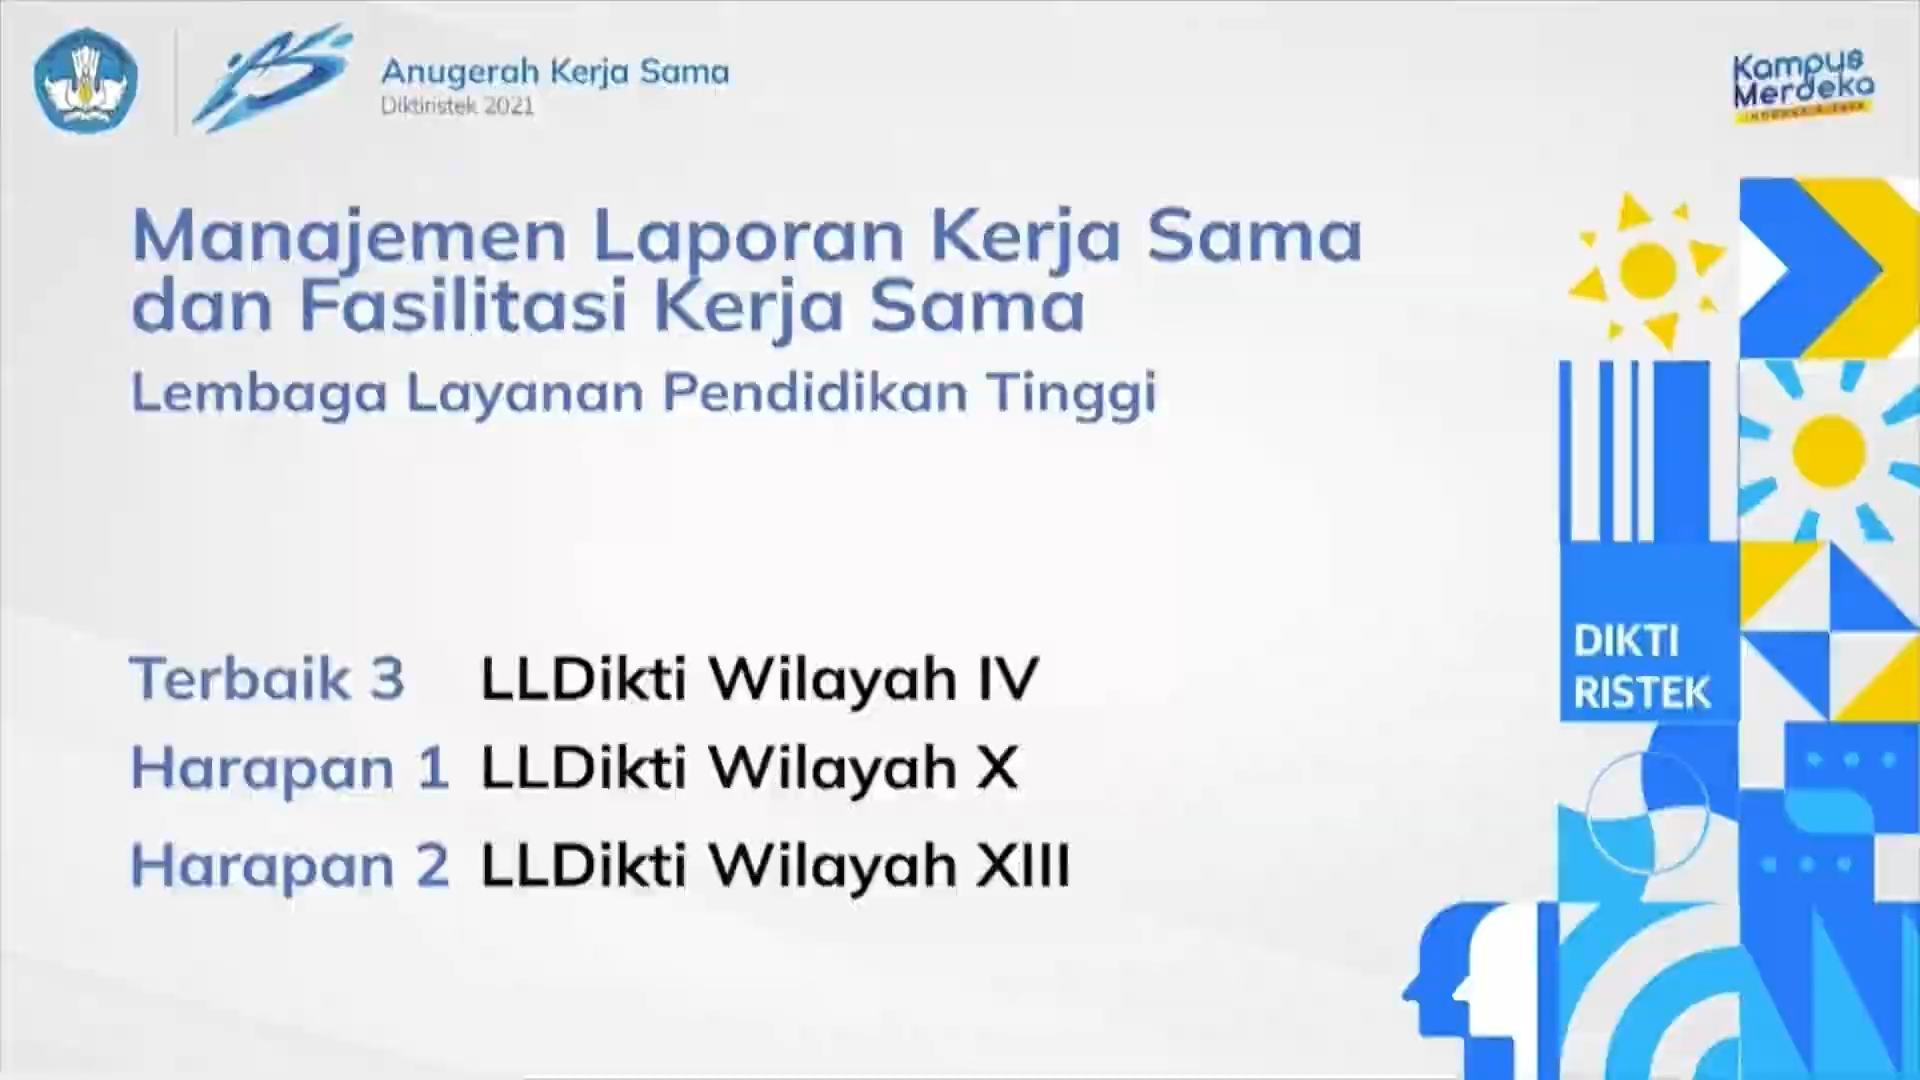 Anugerah Kerja Sama
Diktiristek 2021
Kampus
Merdeka
Manajemen Laporan Kerja Sama
dan Fasilitasi Kerja Sama
Lembaga Layanan Pendidikan Tinggi
Terbaik 3 LLDikti Wilayah IV
Harapan 1 LLDikti Wilayah X
Harapan 2 LLDikti Wilayah XIII
DIKTI
RISTEK